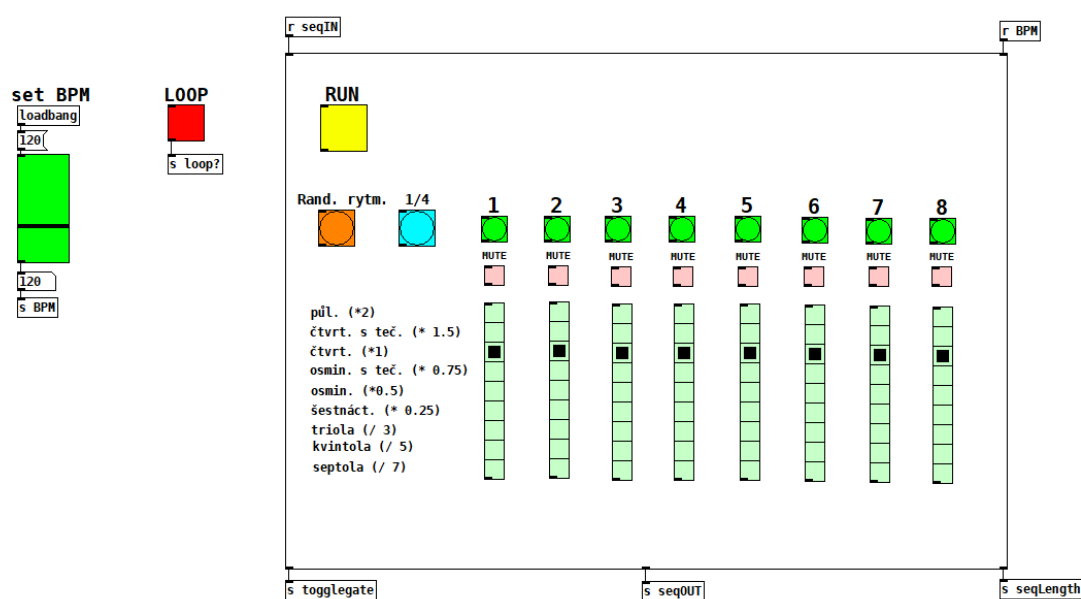 r seqIN
r BPM
set BPM
LOOP
RUN
loadbang
120
s loop?
Rand. rytm. 1/4 1 2 3 4 5 6 7 8
MUTE MUTE MUTE MUTE MUTE MUTE MUTE MUTE
120
s BPM
půl. (*2)
čtvrt. s teč. (* 1.5)
čtvrt. (*1)
osmin. s teč. (* 0.75)
osmin. (*0.5)
šestnáct. (* 0.25)
triola (/ 3)
kvintola (/ 5)
septola (/ 7)
s togglegate
s seqOUT
s seqLength